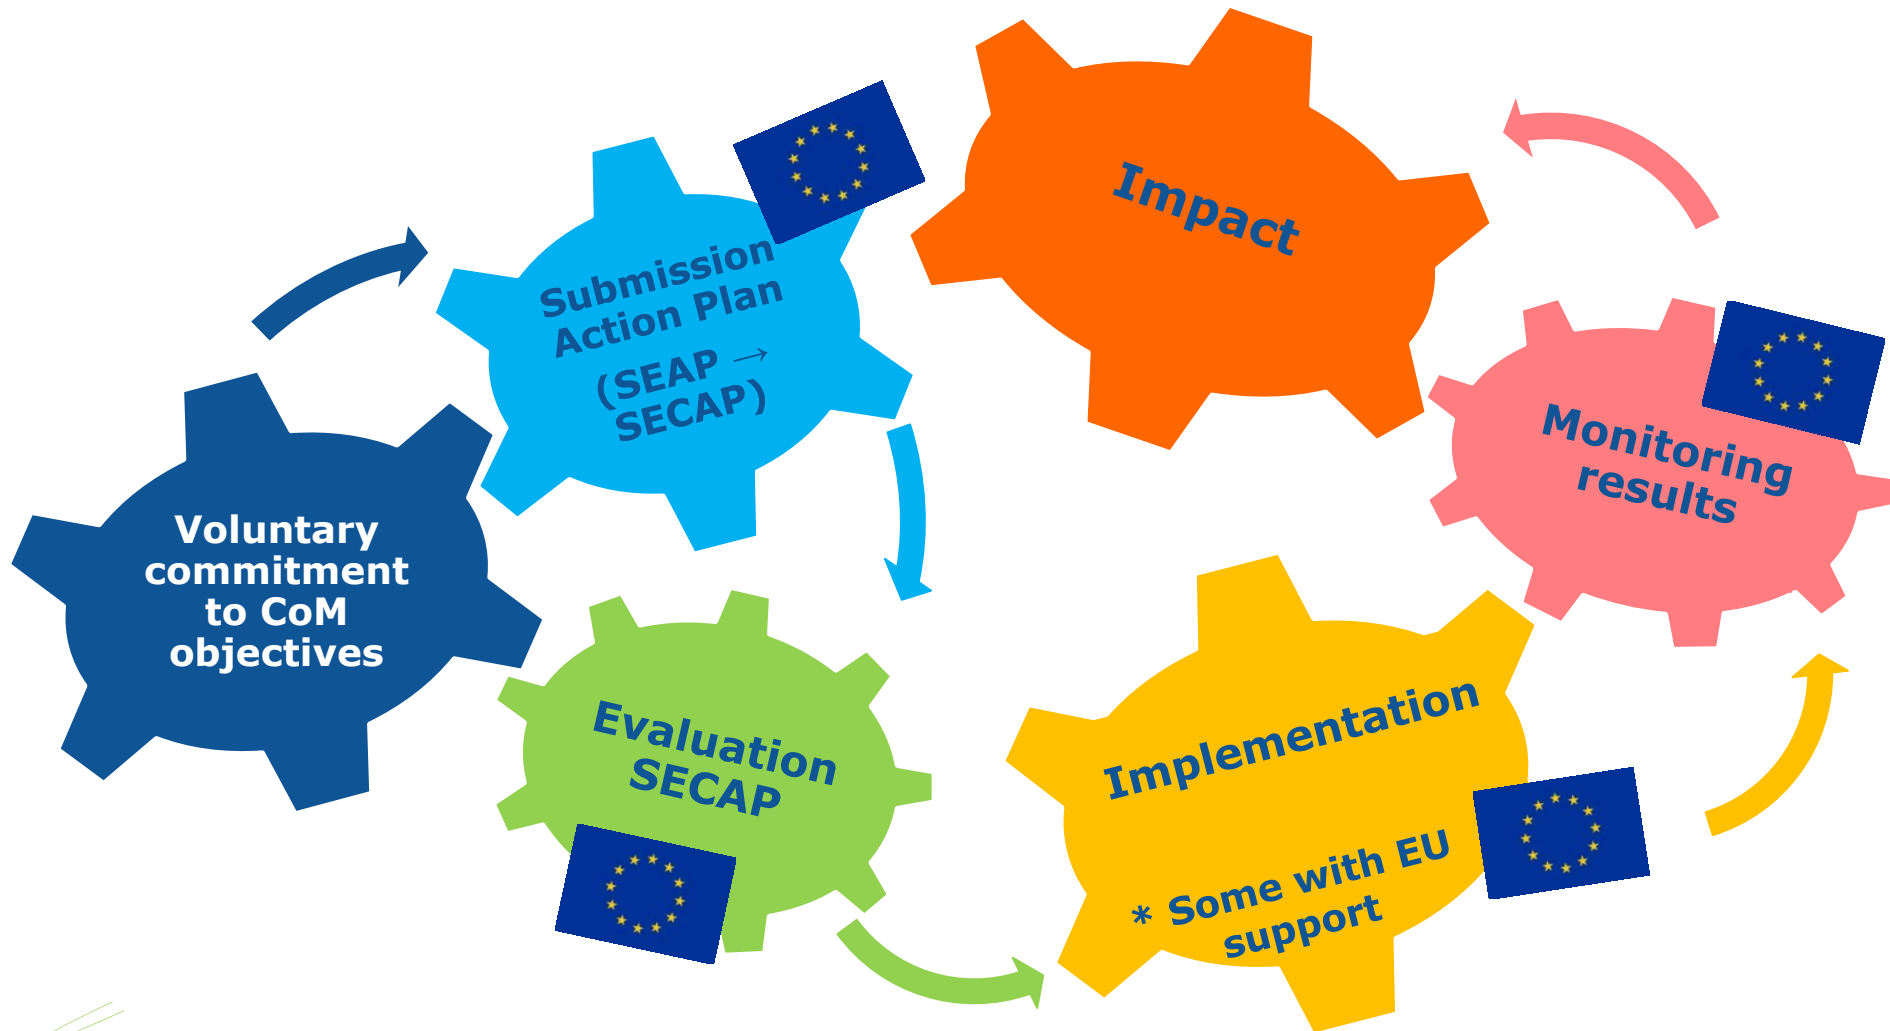 Voluntary
commitment
to CoM
objectives
Submission
Action Plan
(SEAP →
SECAP)
Evaluation
SECAP
Implementation
* Some with EU
support
Monitoring
results
Impact